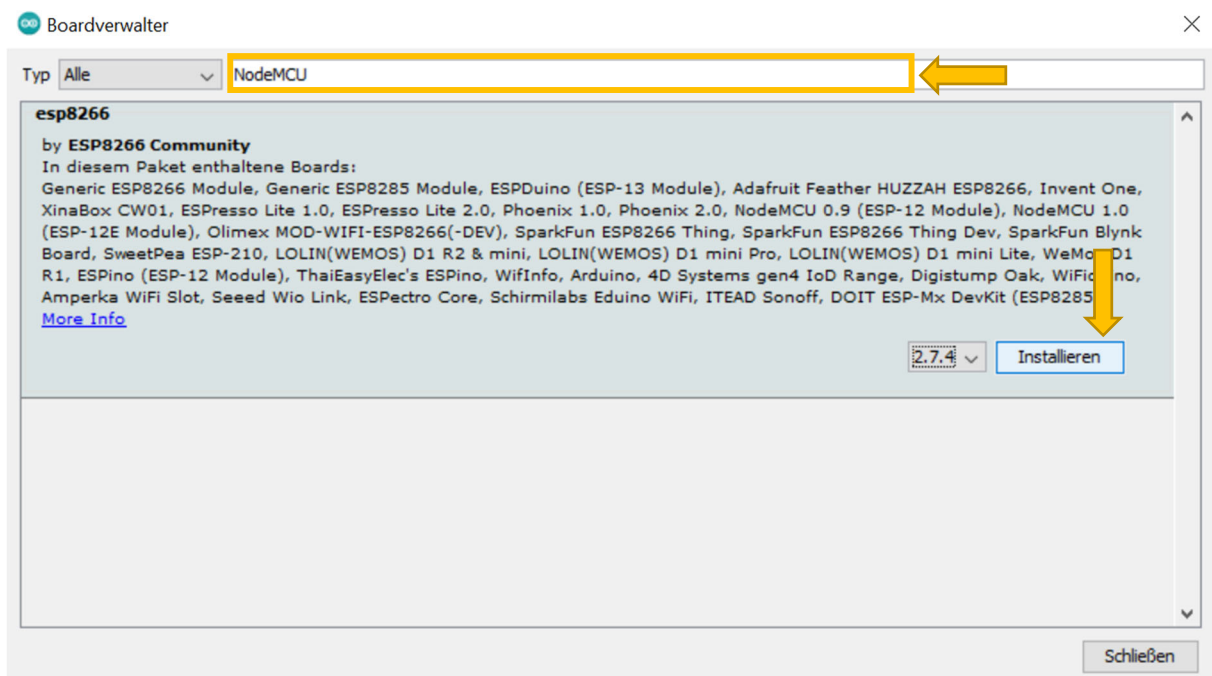 Boardverwalter
Typ Alle NodeMCU
esp8266
by ESP8266 Community
In diesem Paket enthaltene Boards:
Generic ESP8266 Module, Generic ESP8285 Module, ESPDuino (ESP-13 Module), Adafruit Feather HUZZAH ESP8266, Invent One,
XinaBox CW01, ESPresso Lite 1.0, ESPresso Lite 2.0, Phoenix 1.0, Phoenix 2.0, NodeMCU 0.9 (ESP-12 Module), NodeMCU 1.0
(ESP-12E Module), Olimex MOD-WIFI-ESP8266(-DEV), SparkFun ESP8266 Thing, SparkFun ESP8266 Thing Dev, SparkFun Blynk
Board, SweetPea ESP-210, LOLIN(WEMOS) D1 R2 & mini, LOLIN(WEMOS) D1 mini Pro, LOLIN(WEMOS) D1 mini Lite, D1
R1, ESPino (ESP-12 Module), ThaiEasyElec's ESPino, WifInfo, Arduino, 4D Systems gen4 IoD Range, Digistump Oak,
Amperka WiFi Slot, Seeed Wio Link, ESPectro Core, Schirmilabs Eduino WiFi, ITEAD Sonoff, DOIT ESP-Mx DevKit (ESP8285
More Info
2.7.4 Installieren
Schließen